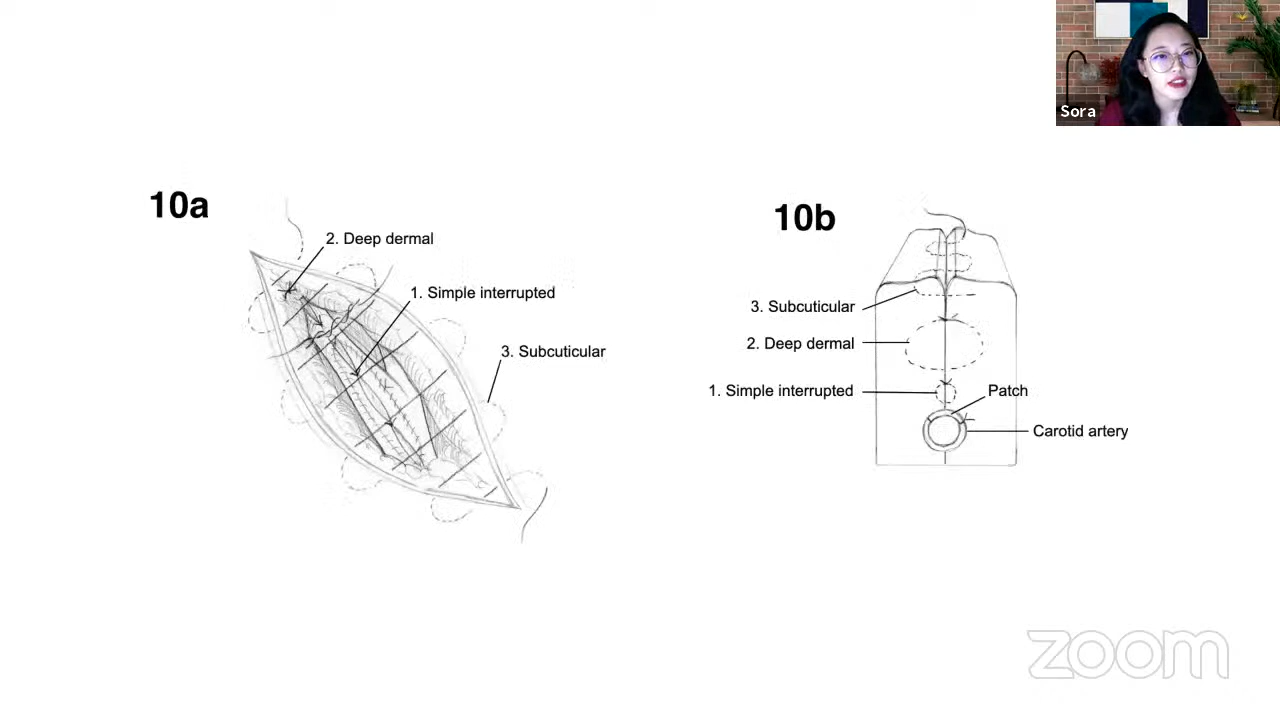 Sora
10a
2. Deep dermal
1. Simple interrupted
3. Subcuticular
10b
3. Subcuticular
2. Deep dermal
1. Simple interrupted
Patch
Carotid artery
zoom